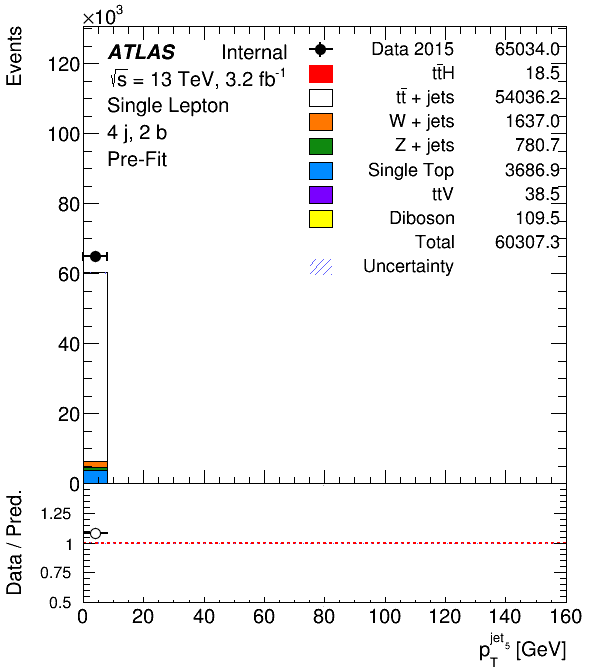 ×10³
Events
ATLAS Internal
√s = 13 TeV, 3.2 fb⁻¹
Single Lepton
4 j, 2 b
Pre-Fit
Data 2015 65034.0
tt̄H 18.5
tt̄ + jets 54036.2
W + jets 1637.0
Z + jets 780.7
Single Top 3686.9
ttV 38.5
Diboson 109.5
Total 60307.3
Uncertainty
120
100
80
60
40
20
0
Data / Pred.
1.25
1
0.75
0.5
0 20 40 60 80 100 120 140 160
p_T^{jet_5} [GeV]